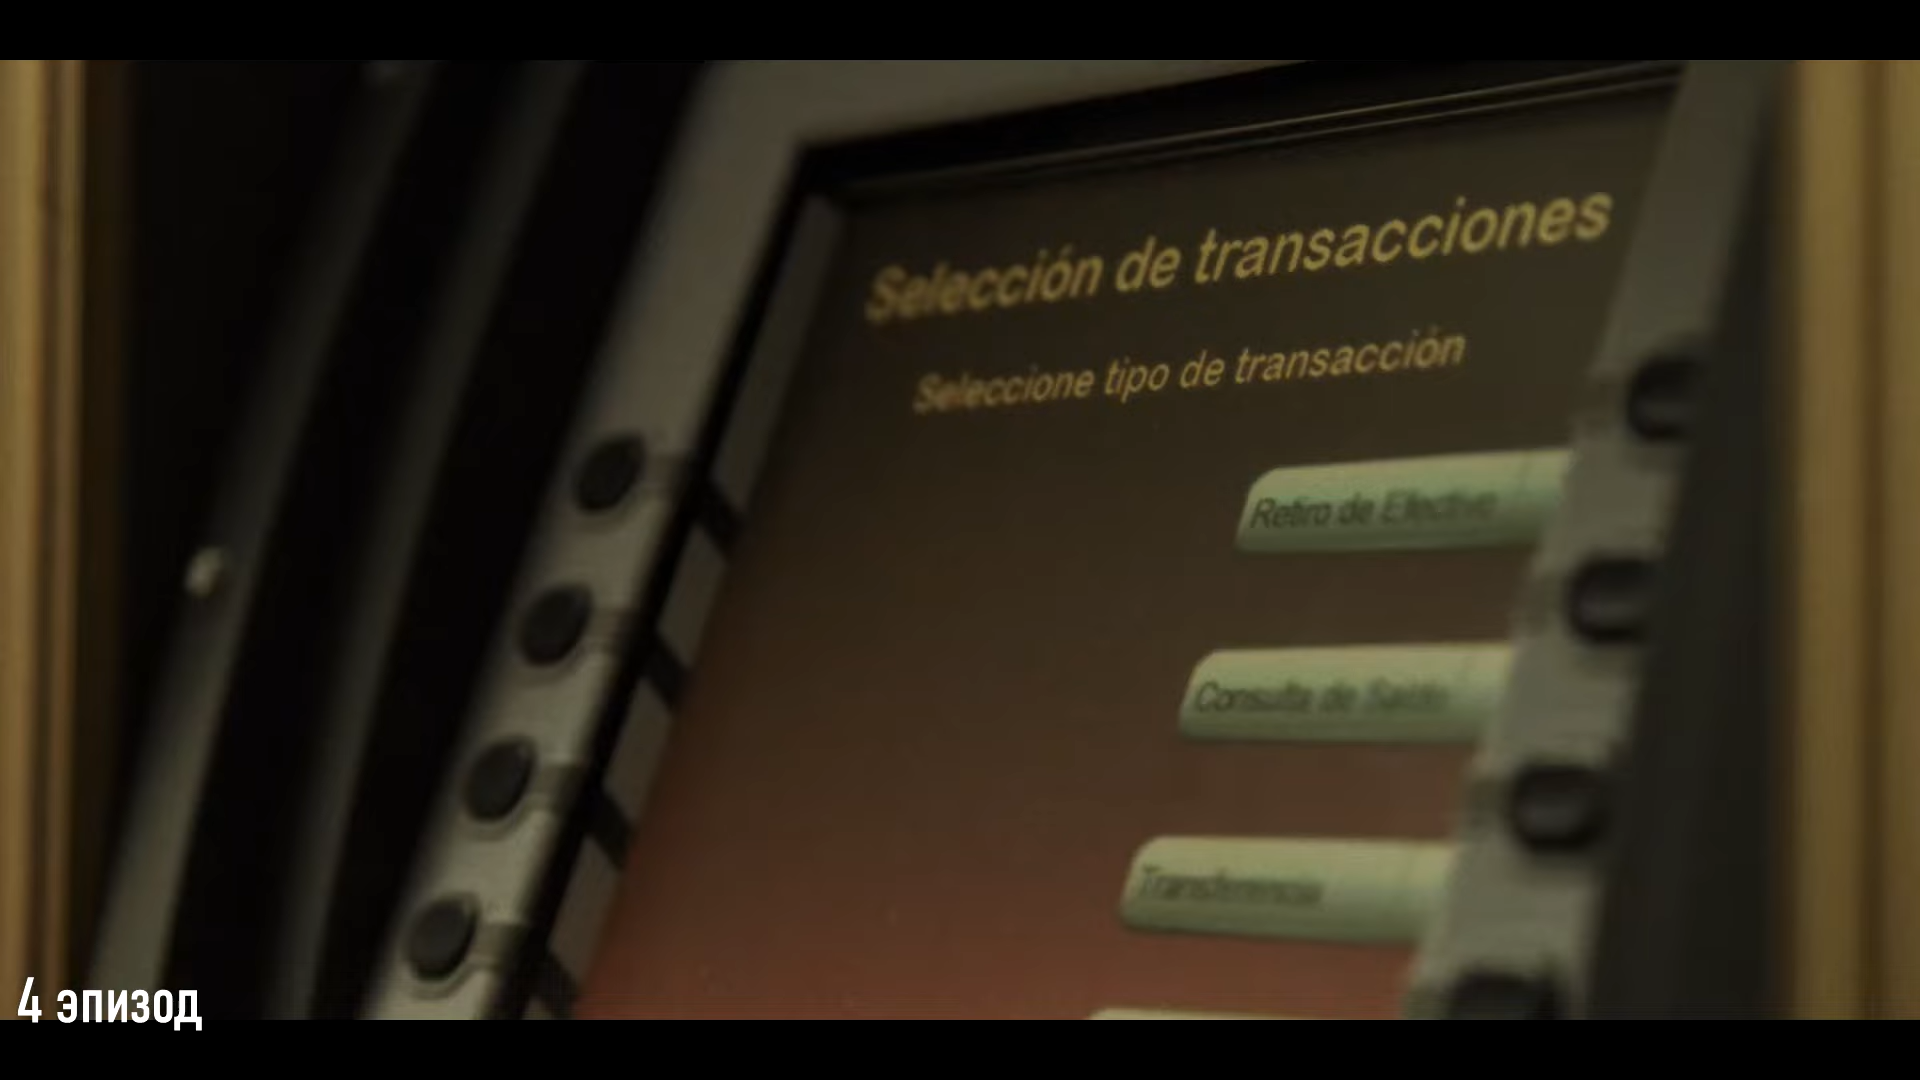 Selección de transacciones
Seleccione tipo de transacción
Retiro de Efectivo
Consulta de Saldo
Transferencia
4 эпизод